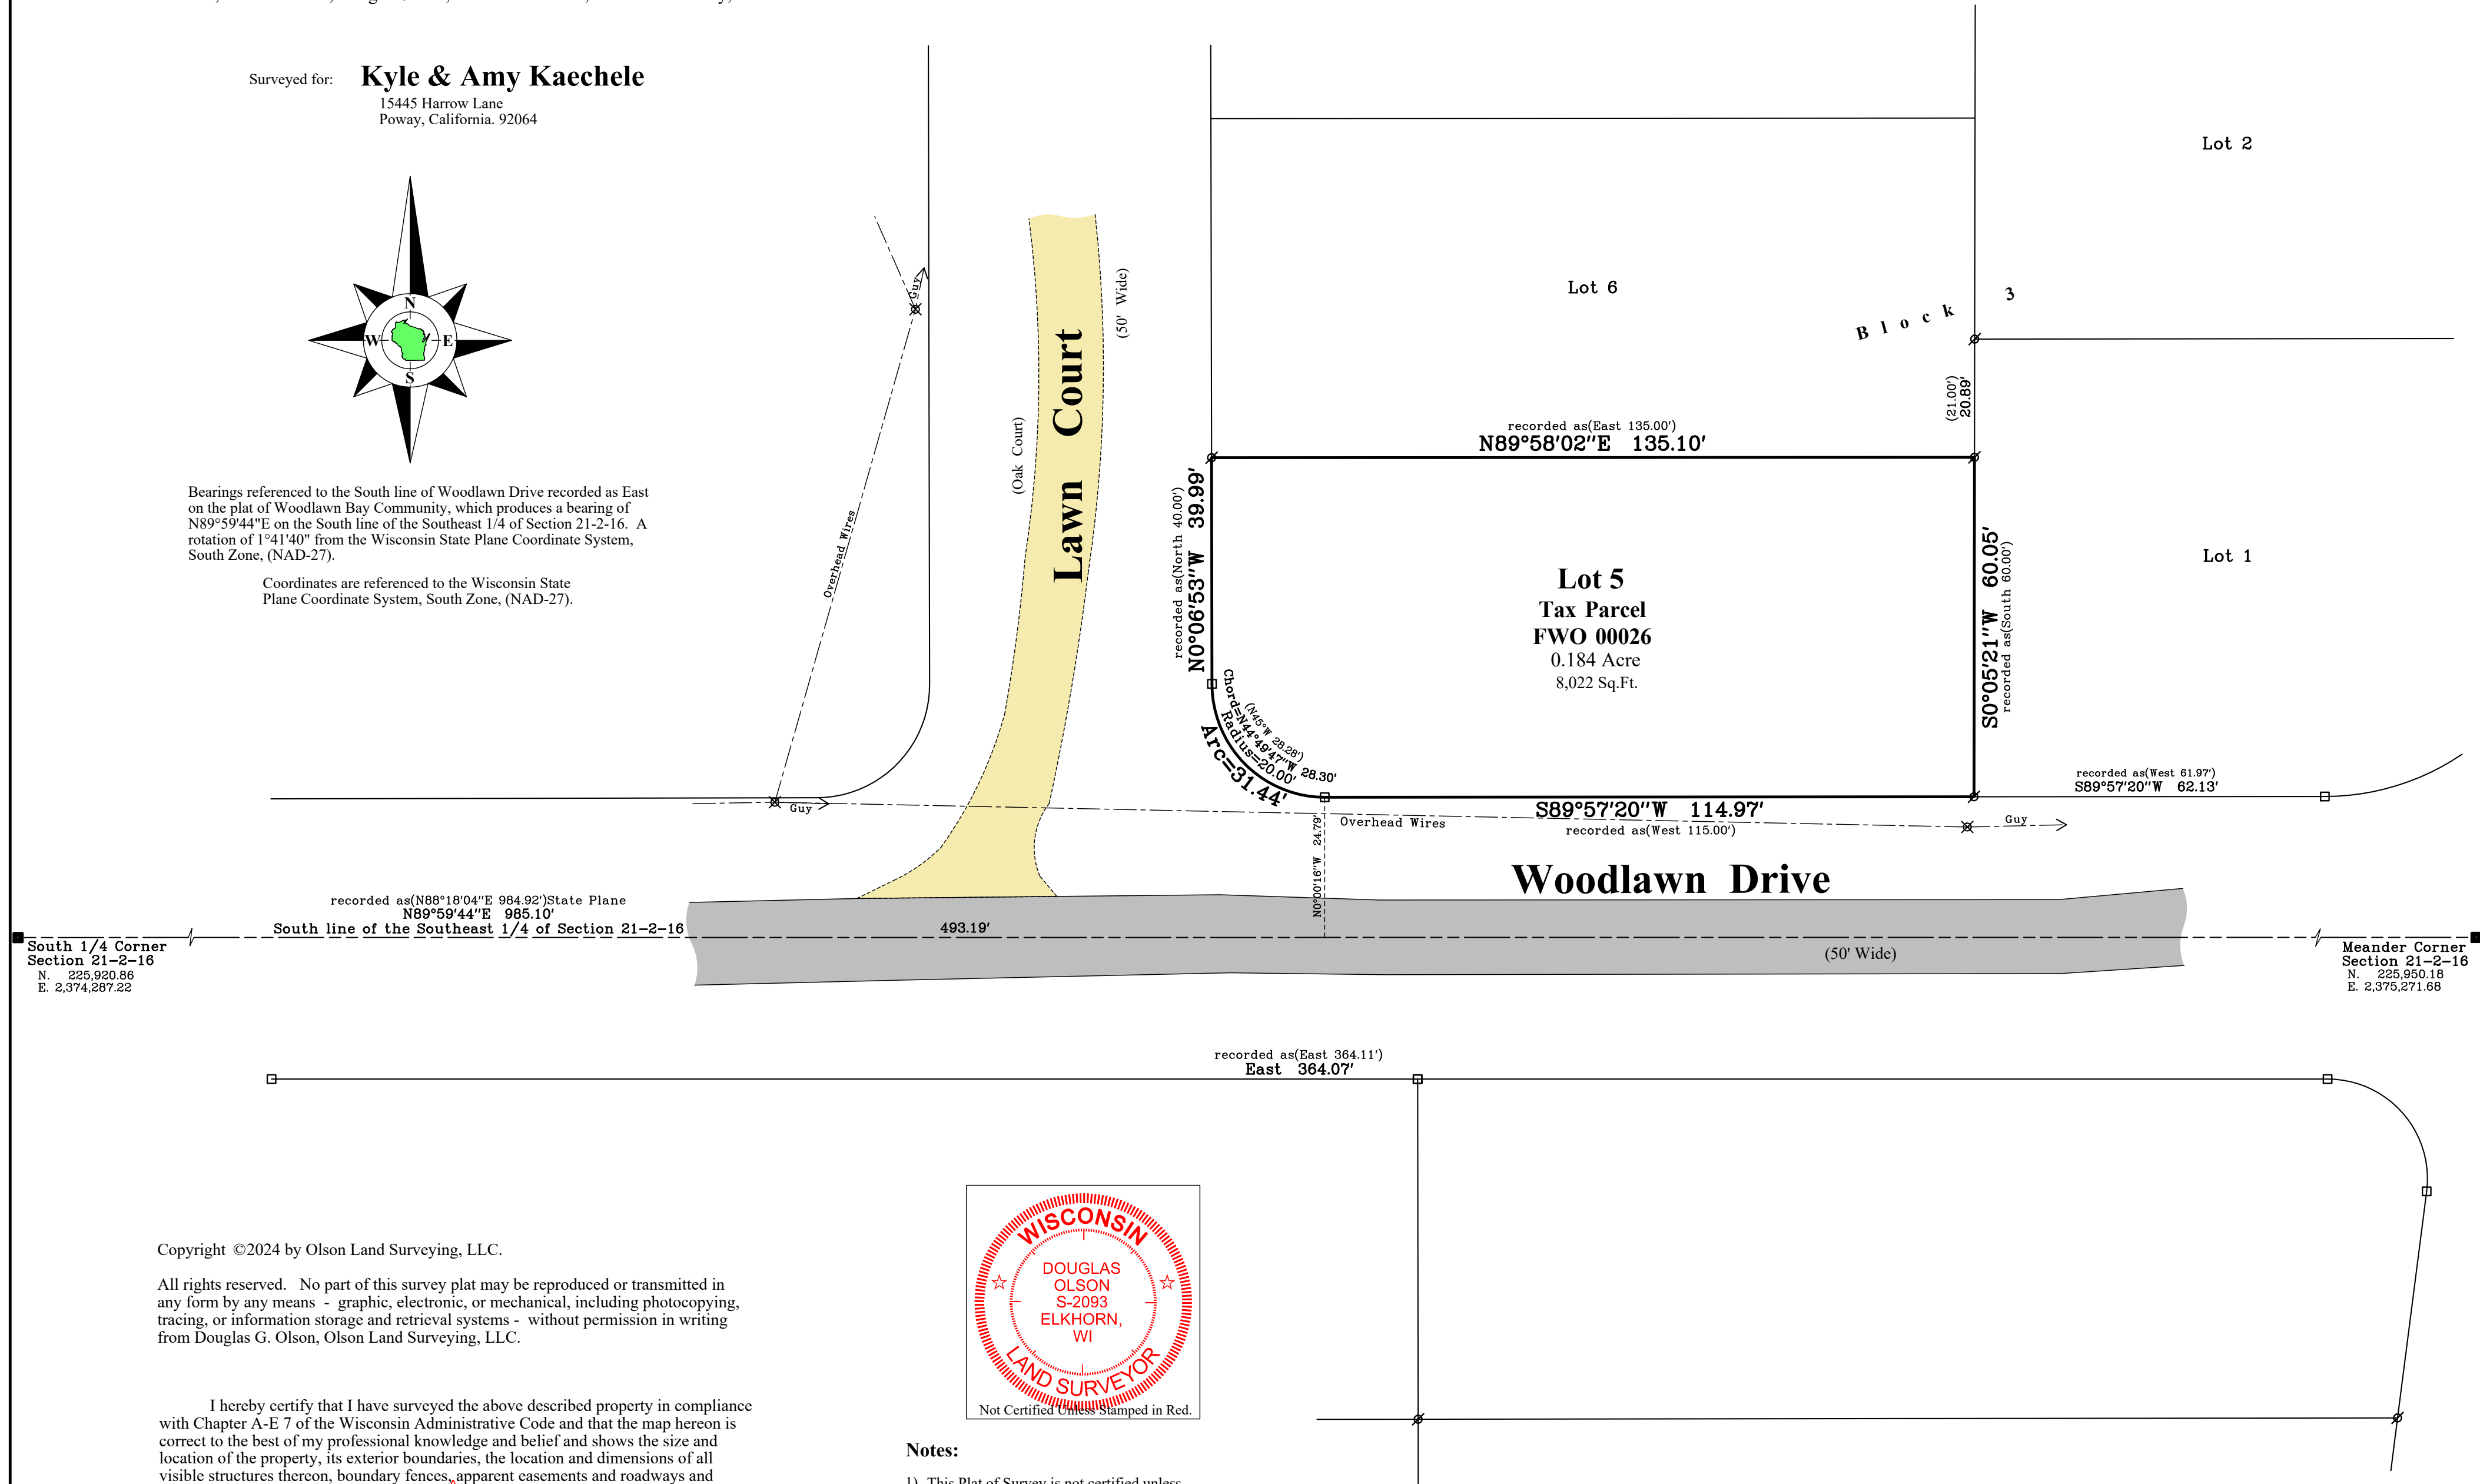 Surveyed for: Kyle & Amy Kaechele
15445 Harrow Lane
Poway, California. 92064
N
W
E
S
Bearings referenced to the South line of Woodlawn Drive recorded as East
on the plat of Woodlawn Bay Community, which produces a bearing of
N89°59'44"E on the South line of the Southeast 1/4 of Section 21-2-16. A
rotation of 1°41'40" from the Wisconsin State Plane Coordinate System,
South Zone, (NAD-27).
Coordinates are referenced to the Wisconsin State
Plane Coordinate System, South Zone, (NAD-27).
Guy
Overhead Wires
(Oak Court)
Lawn Court
(50' Wide)
Lot 2
Lot 6
Block 3
(21.00')
20.89'
recorded as(East 135.00')
N89°58'02"E 135.10'
recorded as(North 40.00')
N0°06'53"W 39.99'
Lot 5
Tax Parcel
FWO 00026
0.184 Acre
8,022 Sq.Ft.
S0°05'21"W 60.05'
recorded as(South 60.00')
Lot 1
(N45°W 28.28')
Chord=N44°49'47"W 28.30'
Radius=20.00'
Arc=31.44'
recorded as(West 61.97')
S89°57'20"W 62.13'
Guy
S89°57'20"W 114.97'
Overhead Wires
recorded as(West 115.00')
Guy
N0°00'16"W 24.79'
Woodlawn Drive
recorded as(N88°18'04"E 984.92')State Plane
N89°59'44"E 985.10'
South line of the Southeast 1/4 of Section 21-2-16
493.19'
(50' Wide)
South 1/4 Corner
Section 21-2-16
N. 225,920.86
E. 2,374,287.22
Meander Corner
Section 21-2-16
N. 225,950.18
E. 2,375,271.68
recorded as(East 364.11')
East 364.07'
Copyright ©2024 by Olson Land Surveying, LLC.
All rights reserved. No part of this survey plat may be reproduced or transmitted in
any form by any means - graphic, electronic, or mechanical, including photocopying,
tracing, or information storage and retrieval systems - without permission in writing
from Douglas G. Olson, Olson Land Surveying, LLC.
WISCONSIN
DOUGLAS
OLSON
S-2093
ELKHORN,
WI
LAND SURVEYOR
Not Certified Unless Stamped in Red.
I hereby certify that I have surveyed the above described property in compliance
with Chapter A-E 7 of the Wisconsin Administrative Code and that the map hereon is
correct to the best of my professional knowledge and belief and shows the size and
location of the property, its exterior boundaries, the location and dimensions of all
visible structures thereon, boundary fences, apparent easements and roadways and
Notes:
1) This Plat of Survey is not certified unless